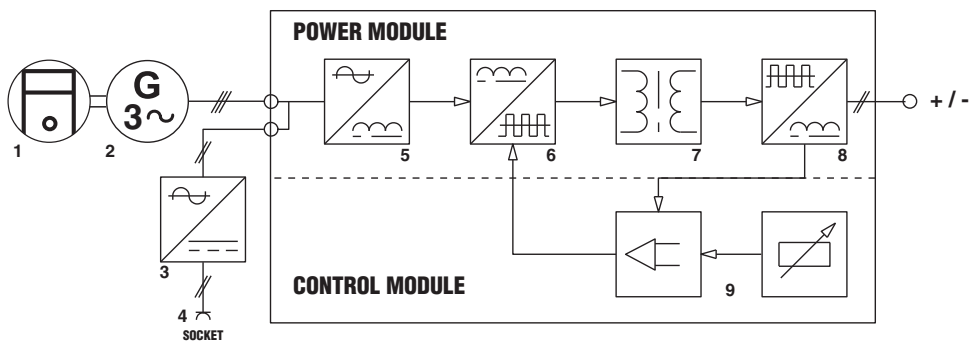 POWER MODULE
G
3~
+ / -
1
2
5
6
7
8
3
CONTROL MODULE
9
4
SOCKET